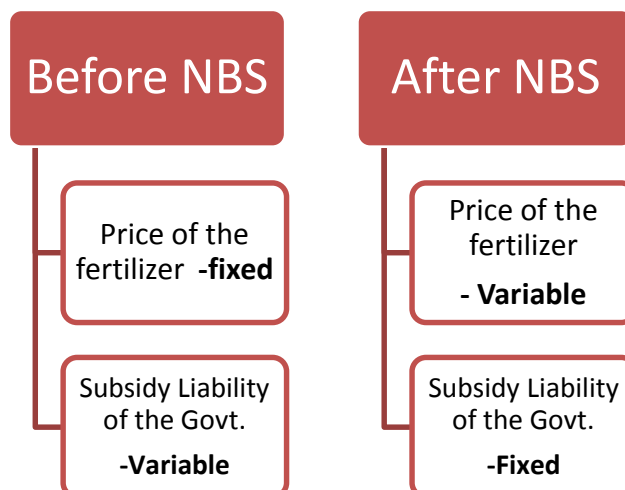 Before NBS
Price of the
fertilizer -fixed
Subsidy Liability
of the Govt.
-Variable
After NBS
Price of the
fertilizer
- Variable
Subsidy Liability
of the Govt.
-Fixed